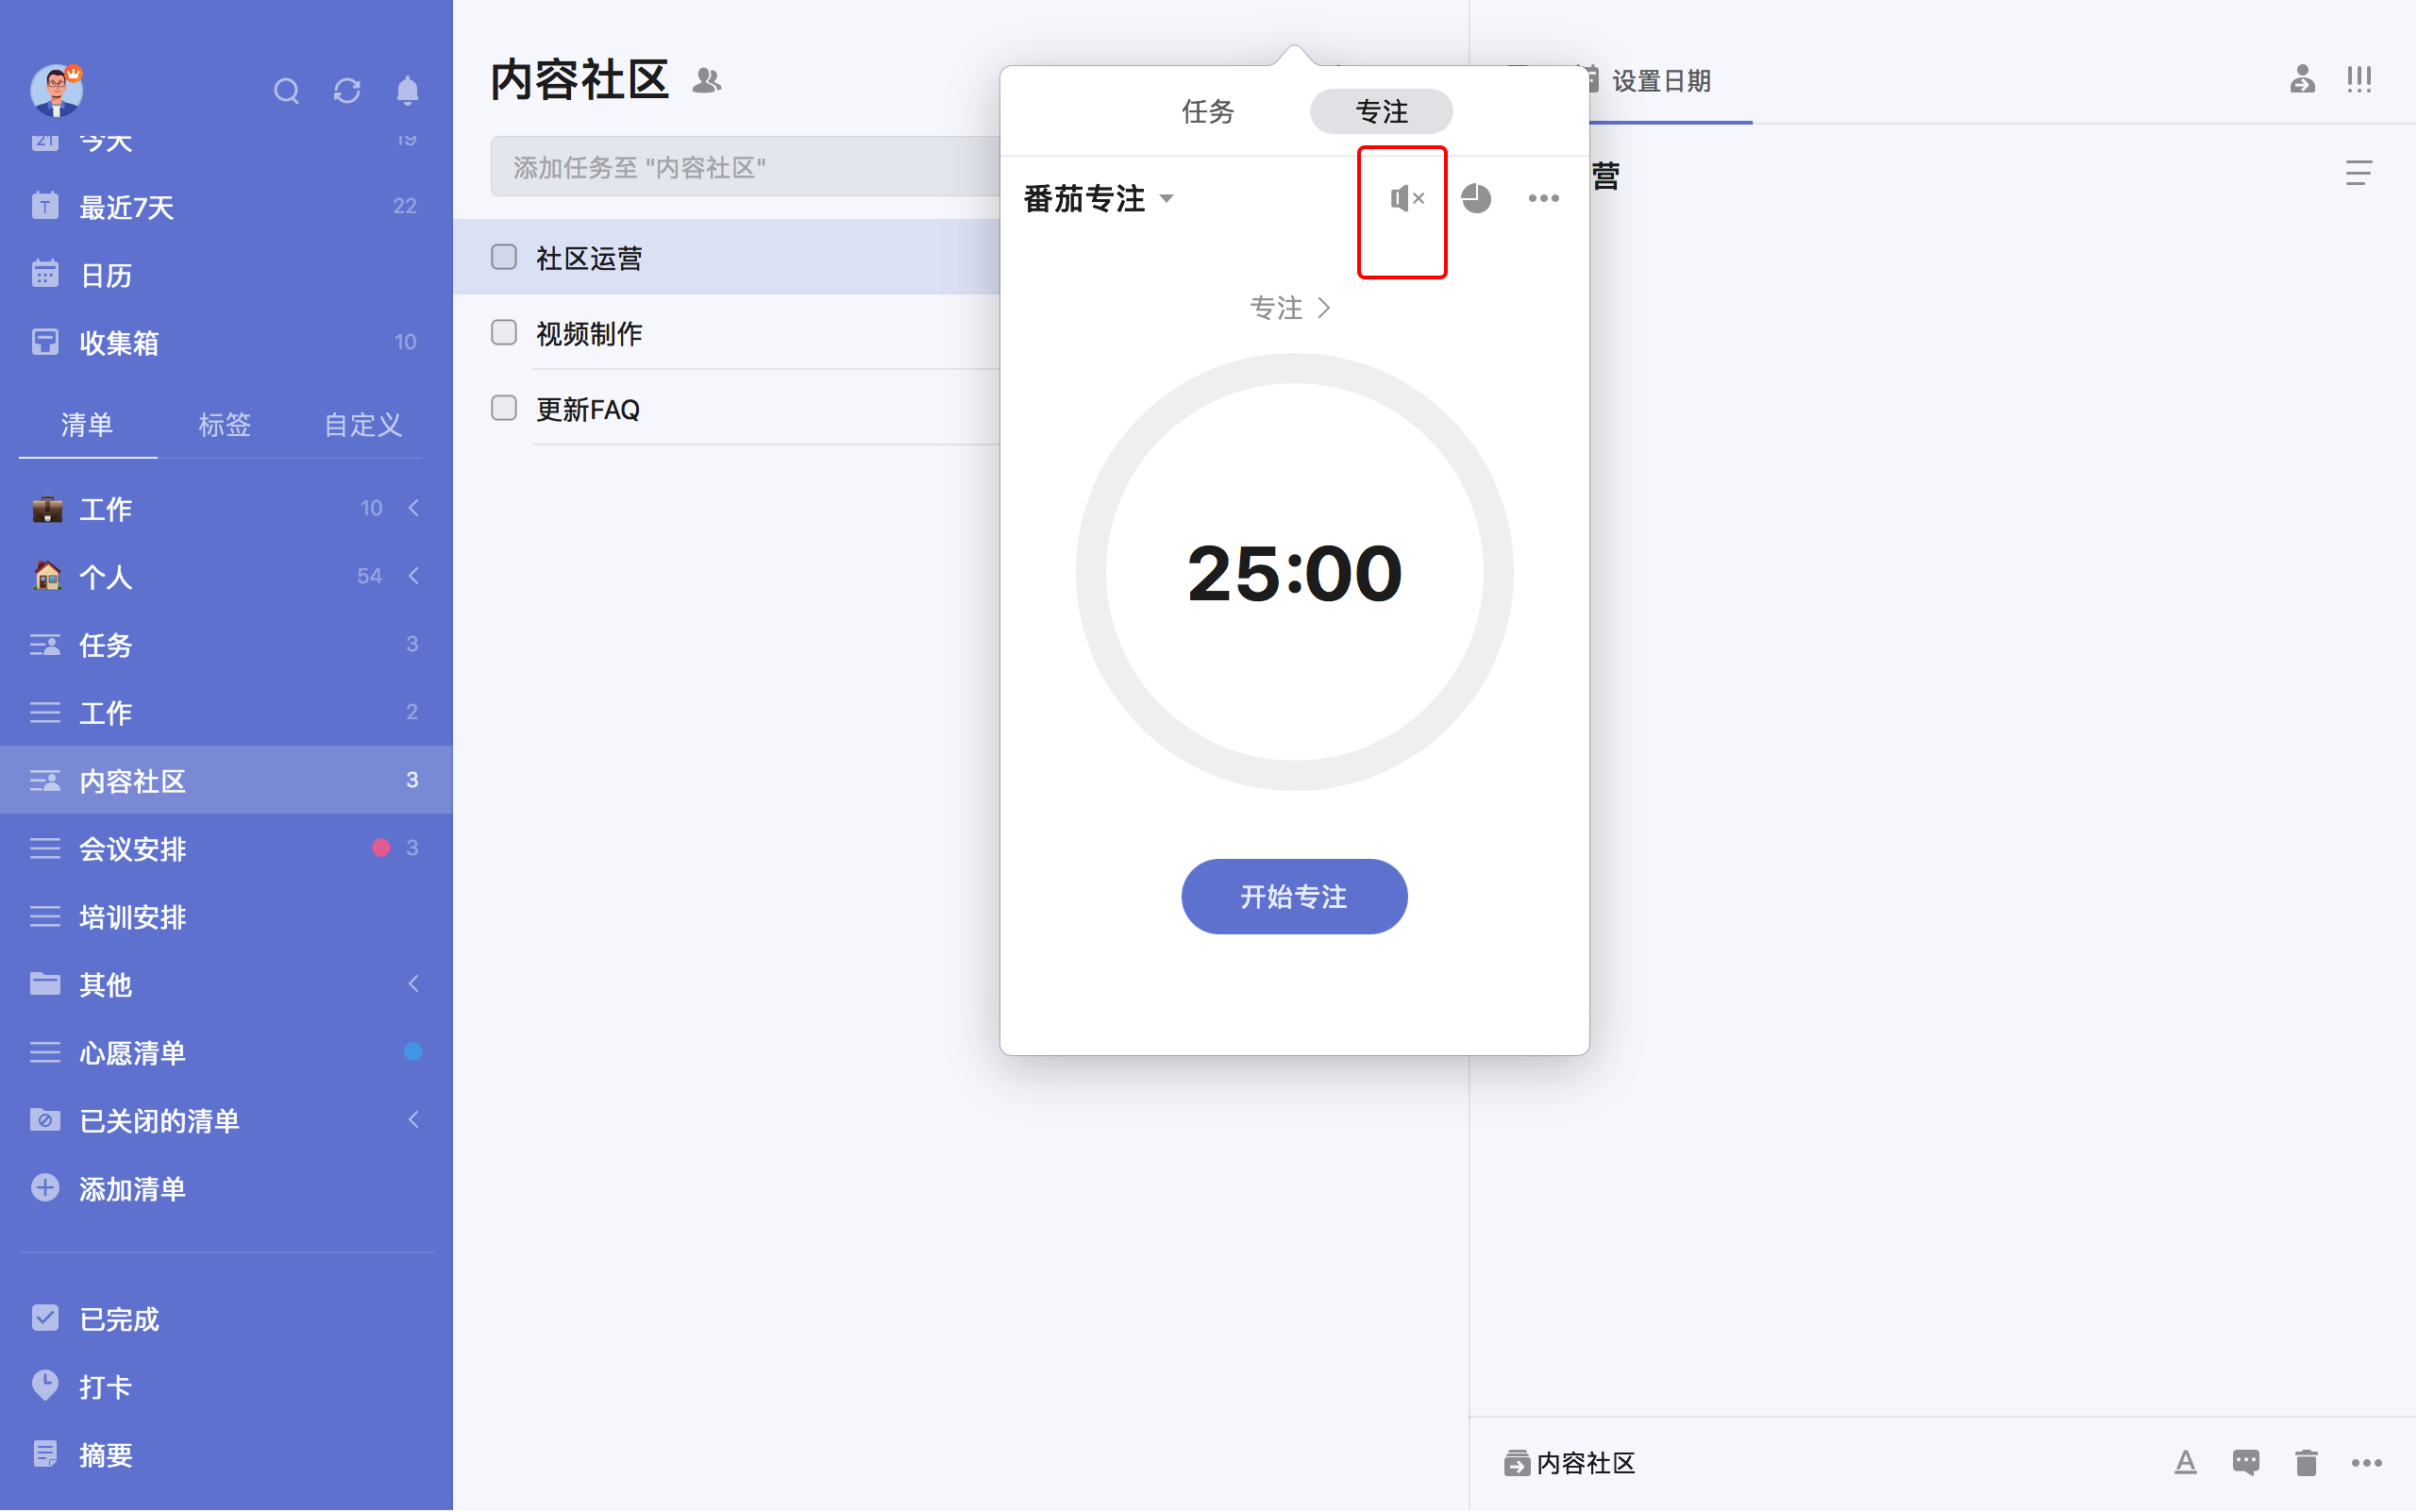 今天 19
最近7天 22
日历
收集箱 10
清单 标签 自定义
工作 10
个人 54
任务 3
工作 2
内容社区 3
会议安排 3
培训安排
其他
心愿清单
已关闭的清单
添加清单
已完成
打卡
摘要
内容社区
添加任务至 "内容社区"
社区运营
视频制作
更新FAQ
任务 专注
番茄专注
专注
25:00
开始专注
设置日期
营
内容社区